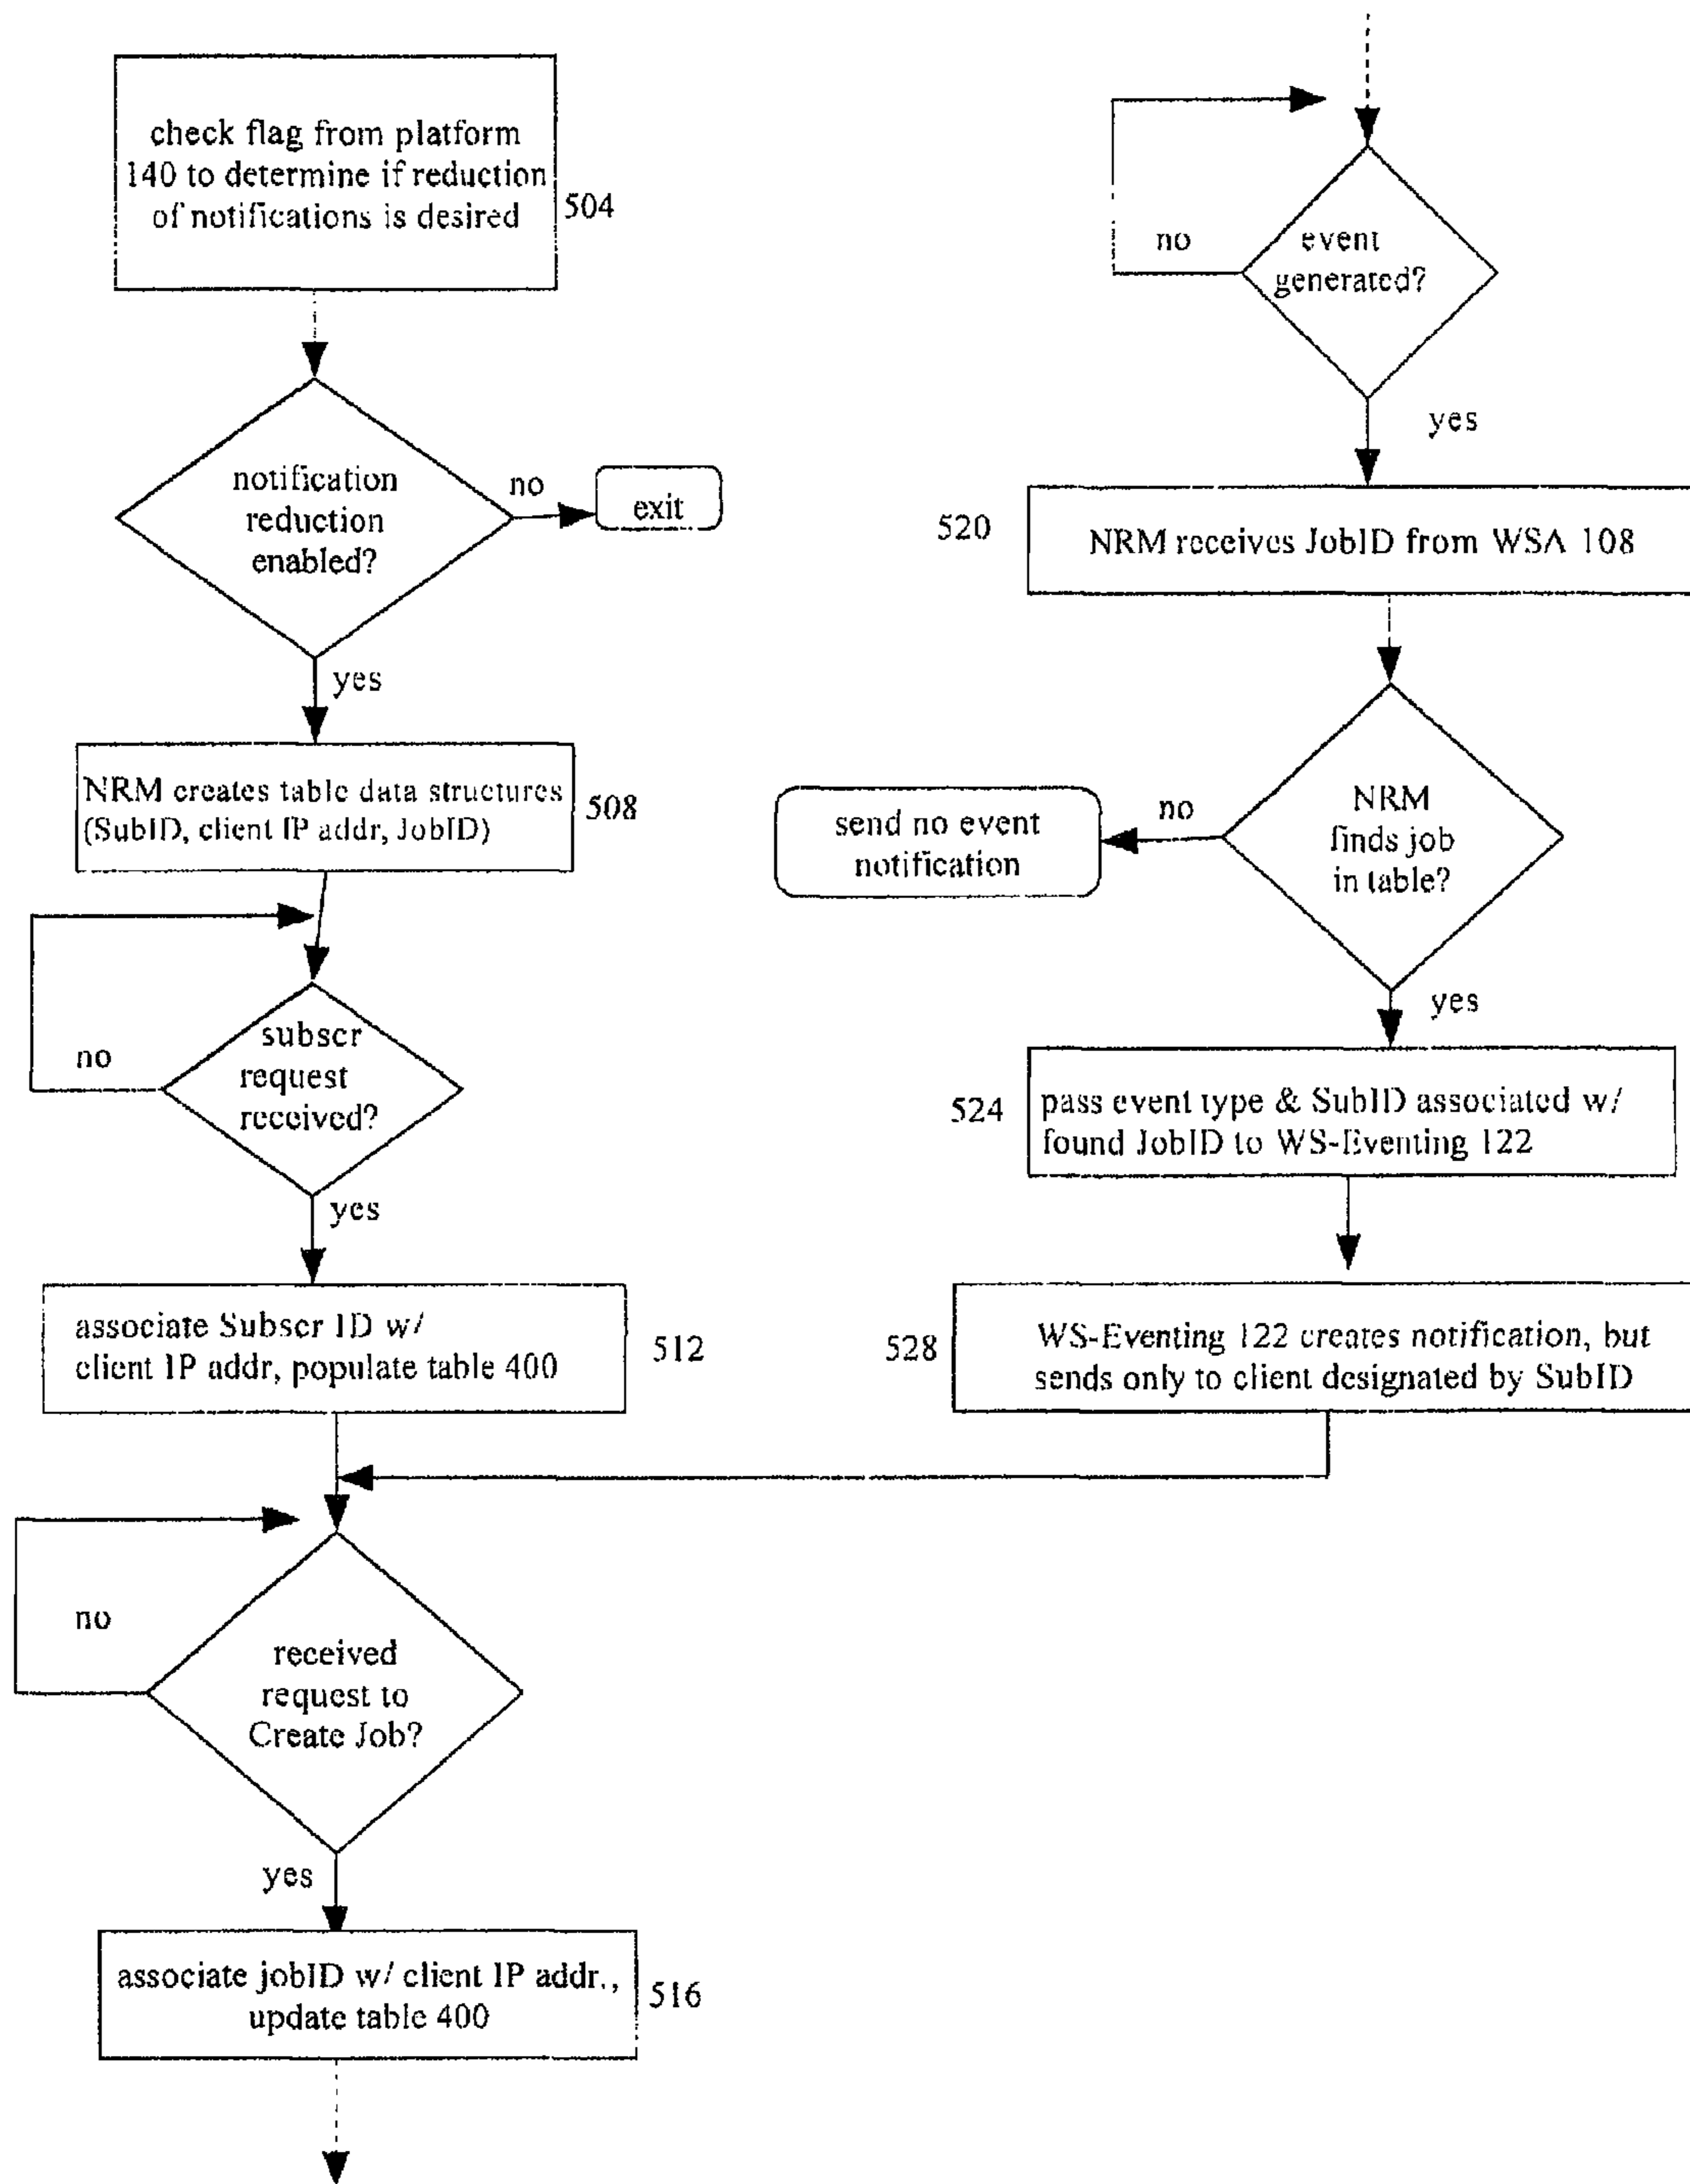 check flag from platform
140 to determine if reduction
of notifications is desired
504
notification
reduction
enabled?
no
exit
yes
NRM creates table data structures
(SubID, client IP addr, JobID)
508
subscr
request
received?
no
yes
associate Subscr ID w/
client IP addr, populate table 400
512
received
request to
Create Job?
no
yes
associate jobID w/ client IP addr.,
update table 400
516
event
generated?
no
yes
520
NRM receives JobID from WSA 108
NRM
finds job
in table?
no
send no event
notification
yes
524
pass event type & SubID associated w/
found JobID to WS-Eventing 122
528
WS-Eventing 122 creates notification, but
sends only to client designated by SubID